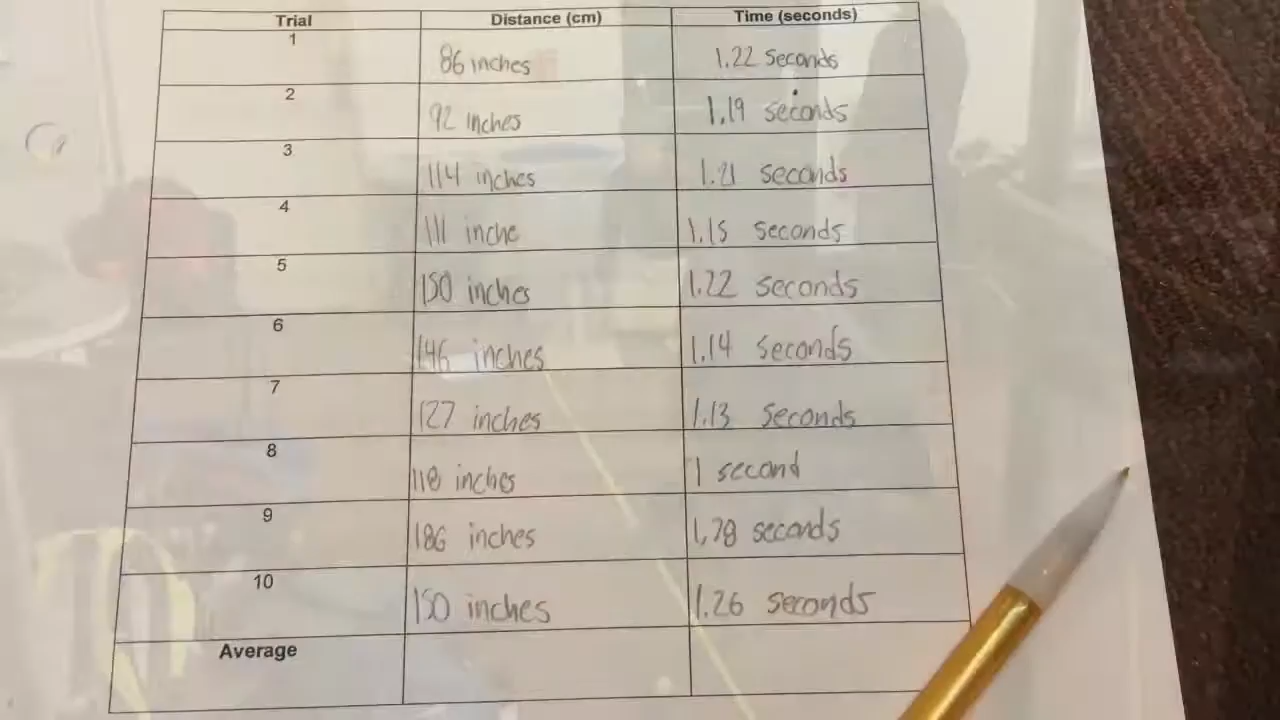 Trial Distance (cm) Time (seconds)
1 86 inches 1.22 seconds
2 92 inches 1.19 seconds
3 114 inches 1.21 seconds
4 111 inche 1.15 seconds
5 150 inches 1.22 seconds
6 146 inches 1.14 seconds
7 127 inches 1.13 seconds
8 118 inches 1 second
9 186 inches 1.78 seconds
10 150 inches 1.26 seconds
Average